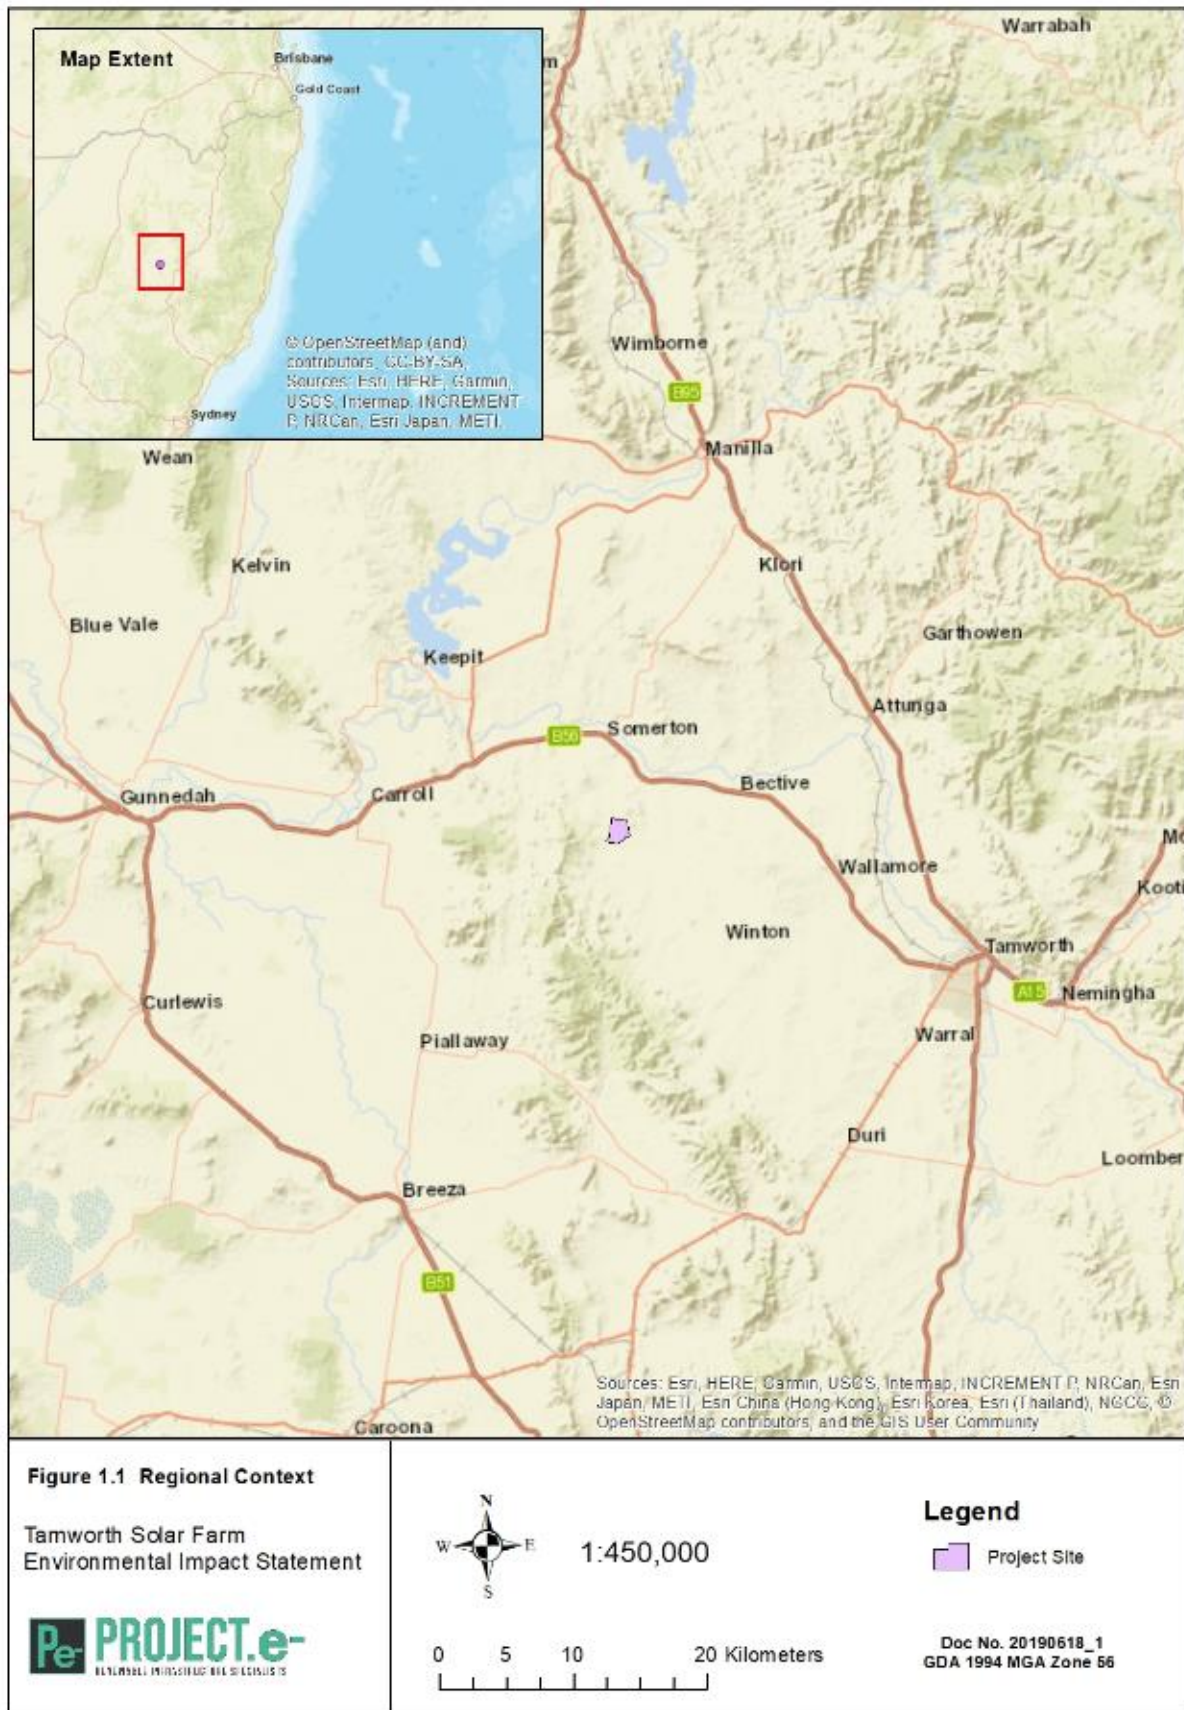 Map Extent
Brisbane
Gold Coast
Sydney
© OpenStreetMap (and)
contributors, CC-BY-SA,
Sources: Esri, HERE, Garmin,
USGS, Intermap, INCREMENT
P, NRCan, Esri Japan, METI,
Warrabah
m
Wimborne
B95
Manilla
Wean
Kelvin
Klori
Blue Vale
Garthowen
Keepit
Attunga
Somerton
B56
Bective
Gunnedah
Carroll
Mo
Wallamore
Kooti
Winton
Tamworth
A15
Nemingha
Curlewis
Warral
Piallaway
Duri
Loomber
Breeza
B51
Sources: Esri, HERE, Garmin, USGS, Intermap, INCREMENT P, NRCan, Esri
Japan, METI, Esri China (Hong Kong), Esri Korea, Esri (Thailand), NGCC, ©
OpenStreetMap contributors, and the GIS User Community
Caroona
Figure 1.1 Regional Context
Tamworth Solar Farm
Environmental Impact Statement
Pe-
PROJECT.e-
RENEWABLE INFRASTRUCTURE SPECIALISTS
N
W
E
S
1:450,000
0 5 10 20 Kilometers
Legend
Project Site
Doc No. 20190618_1
GDA 1994 MGA Zone 56